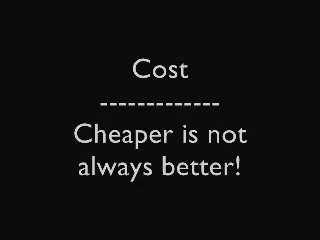 Cost
-------------
Cheaper is not
always better!